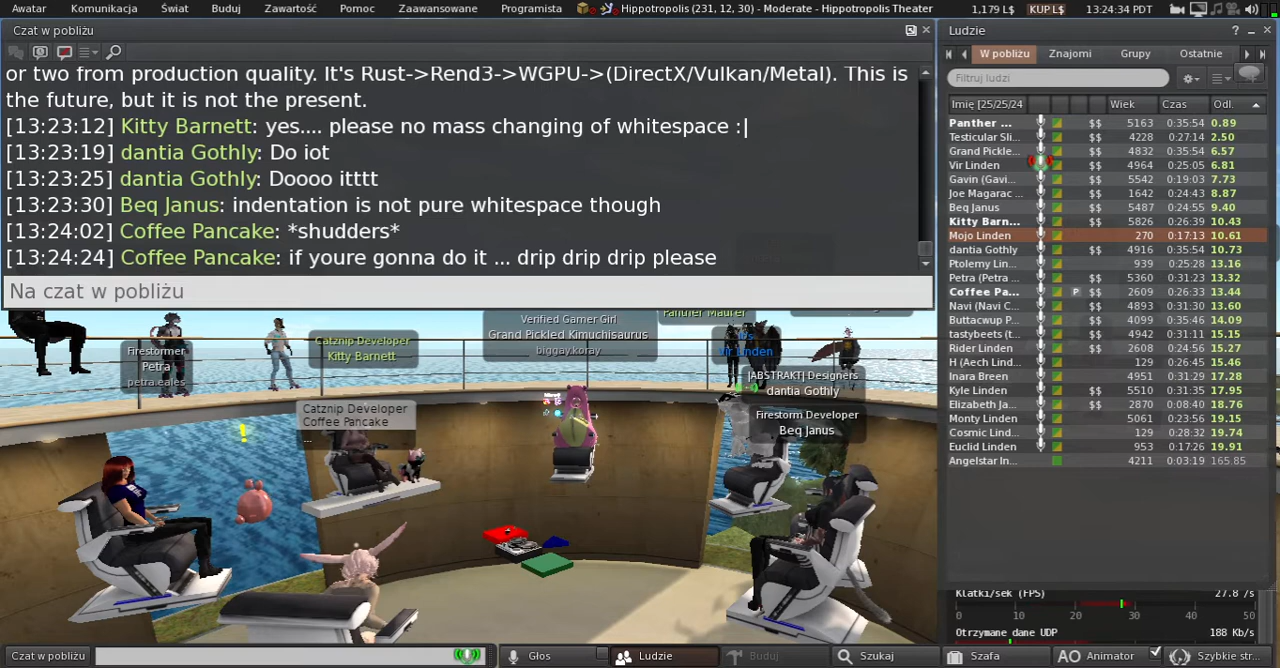 Awatar Komunikacja Świat Buduj Zawartość Pomoc Zaawansowane Programista Hippotropolis (231, 12, 30) - Moderate - Hippotropolis Theater 1,179 L$ KUP L$ 13:24:34 PDT
Czat w pobliżu
or two from production quality. It's Rust->Rend3->WGPU->(DirectX/Vulkan/Metal). This is
the future, but it is not the present.
[13:23:12] Kitty Barnett: yes.... please no mass changing of whitespace :|
[13:23:19] dantia Gothly: Do iot
[13:23:25] dantia Gothly: Doooo itttt
[13:23:30] Beq Janus: indentation is not pure whitespace though
[13:24:02] Coffee Pancake: *shudders*
[13:24:24] Coffee Pancake: if youre gonna do it ... drip drip drip please
Na czat w pobliżu
Verified Gamer Girl
Grand Pickled Kimuchisaurus
biggay.koray
Panther Maurer
Firestormer
Petra
petra.eales
Catznip Developer
Kitty Barnett
Vir Linden
|ABSTRAKT| Designers
dantia Gothly
Catznip Developer
Coffee Pancake
...
Firestorm Developer
Beq Janus
Ludzie
W pobliżu Znajomi Grupy Ostatnie
Filtruj ludzi
Imię [25/25/24 Wiek Czas Odl.
Panther ... $$ 5163 0:35:54 0.89
Testicular Sli... $$ 4228 0:27:14 2.50
Grand Pickle... $$ 4832 0:35:54 6.57
Vir Linden $$ 4964 0:25:05 6.81
Gavin (Gavi... $$ 5542 0:19:03 7.73
Joe Magarac ... $$ 1642 0:24:43 8.87
Beq Janus $$ 5487 0:24:55 9.40
Kitty Barn... $$ 5826 0:26:39 10.43
Mojo Linden 270 0:17:13 10.61
dantia Gothly $$ 4916 0:35:54 10.73
Ptolemy Lin... 939 0:25:28 13.16
Petra (Petra ... $$ 5360 0:31:23 13.32
Coffee Pa... P $$ 2609 0:26:33 13.44
Navi (Navi C... $$ 4893 0:31:30 13.60
Buttacwup P... $$ 4099 0:35:46 14.09
tastybeets (t... $$ 4942 0:31:11 15.15
Rider Linden $$ 2608 0:24:56 15.27
H (Aech Lind... 129 0:26:45 15.46
Inara Breen 4951 0:31:29 17.28
Kyle Linden $$ 5510 0:31:35 17.95
Elizabeth Ja... $$ 2870 0:08:40 18.76
Monty Linden 5061 0:23:56 19.15
Cosmic Lind... 129 0:28:32 19.74
Euclid Linden 953 0:17:26 19.91
Angelstar In... 4211 0:03:19 165.85
Klatki/sek (FPS) 27.8 /s
0 10 20 30 40 50
Otrzymane dane UDP 188 Kb/s
Czat w pobliżu Głos Ludzie Buduj Szukaj Szafa AO Animator Szybkie str...